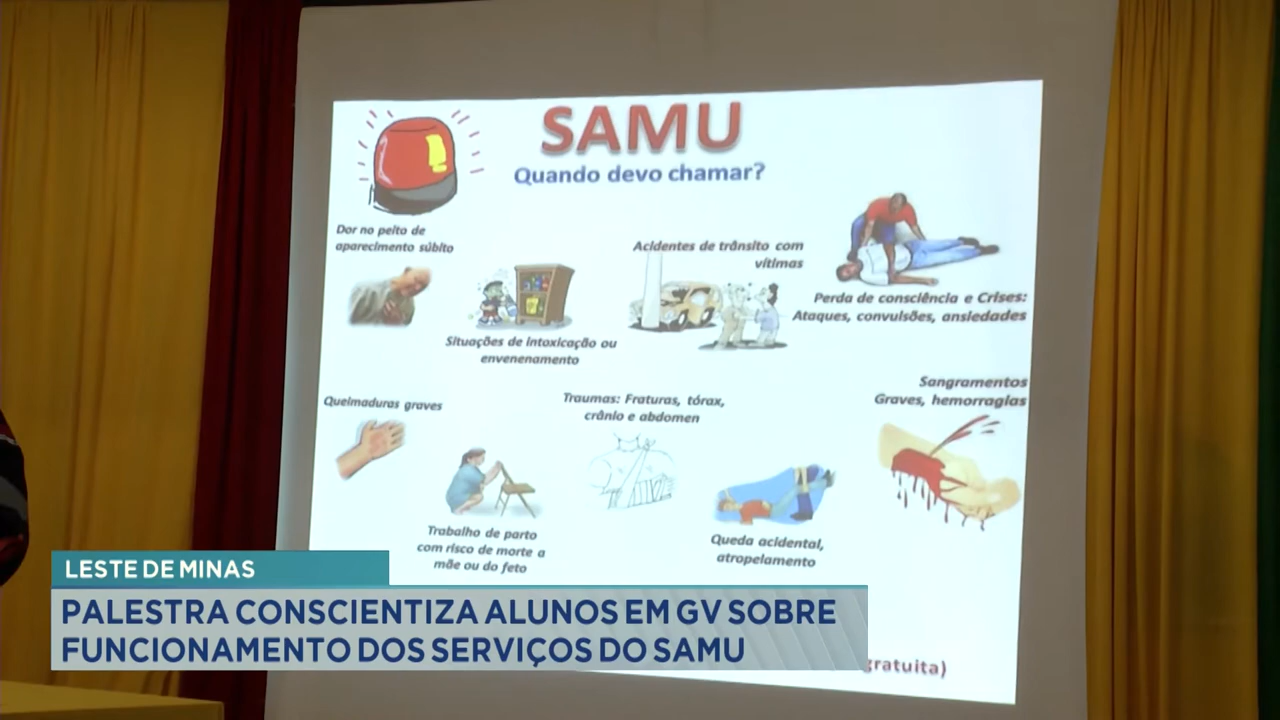 SAMU
Quando devo chamar?
Dor no peito de
aparecimento súbito
Situações de intoxicação ou
envenenamento
Acidentes de trânsito com
vítimas
Perda de consciência e Crises:
Ataques, convulsões, ansiedades
Queimaduras graves
Trabalho de parto
com risco de morte a
mãe ou do feto
Traumas: Fraturas, tórax,
crânio e abdomen
Queda acidental,
atropelamento
Sangramentos
Graves, hemorragias
LESTE DE MINAS
PALESTRA CONSCIENTIZA ALUNOS EM GV SOBRE
FUNCIONAMENTO DOS SERVIÇOS DO SAMU
gratuita)